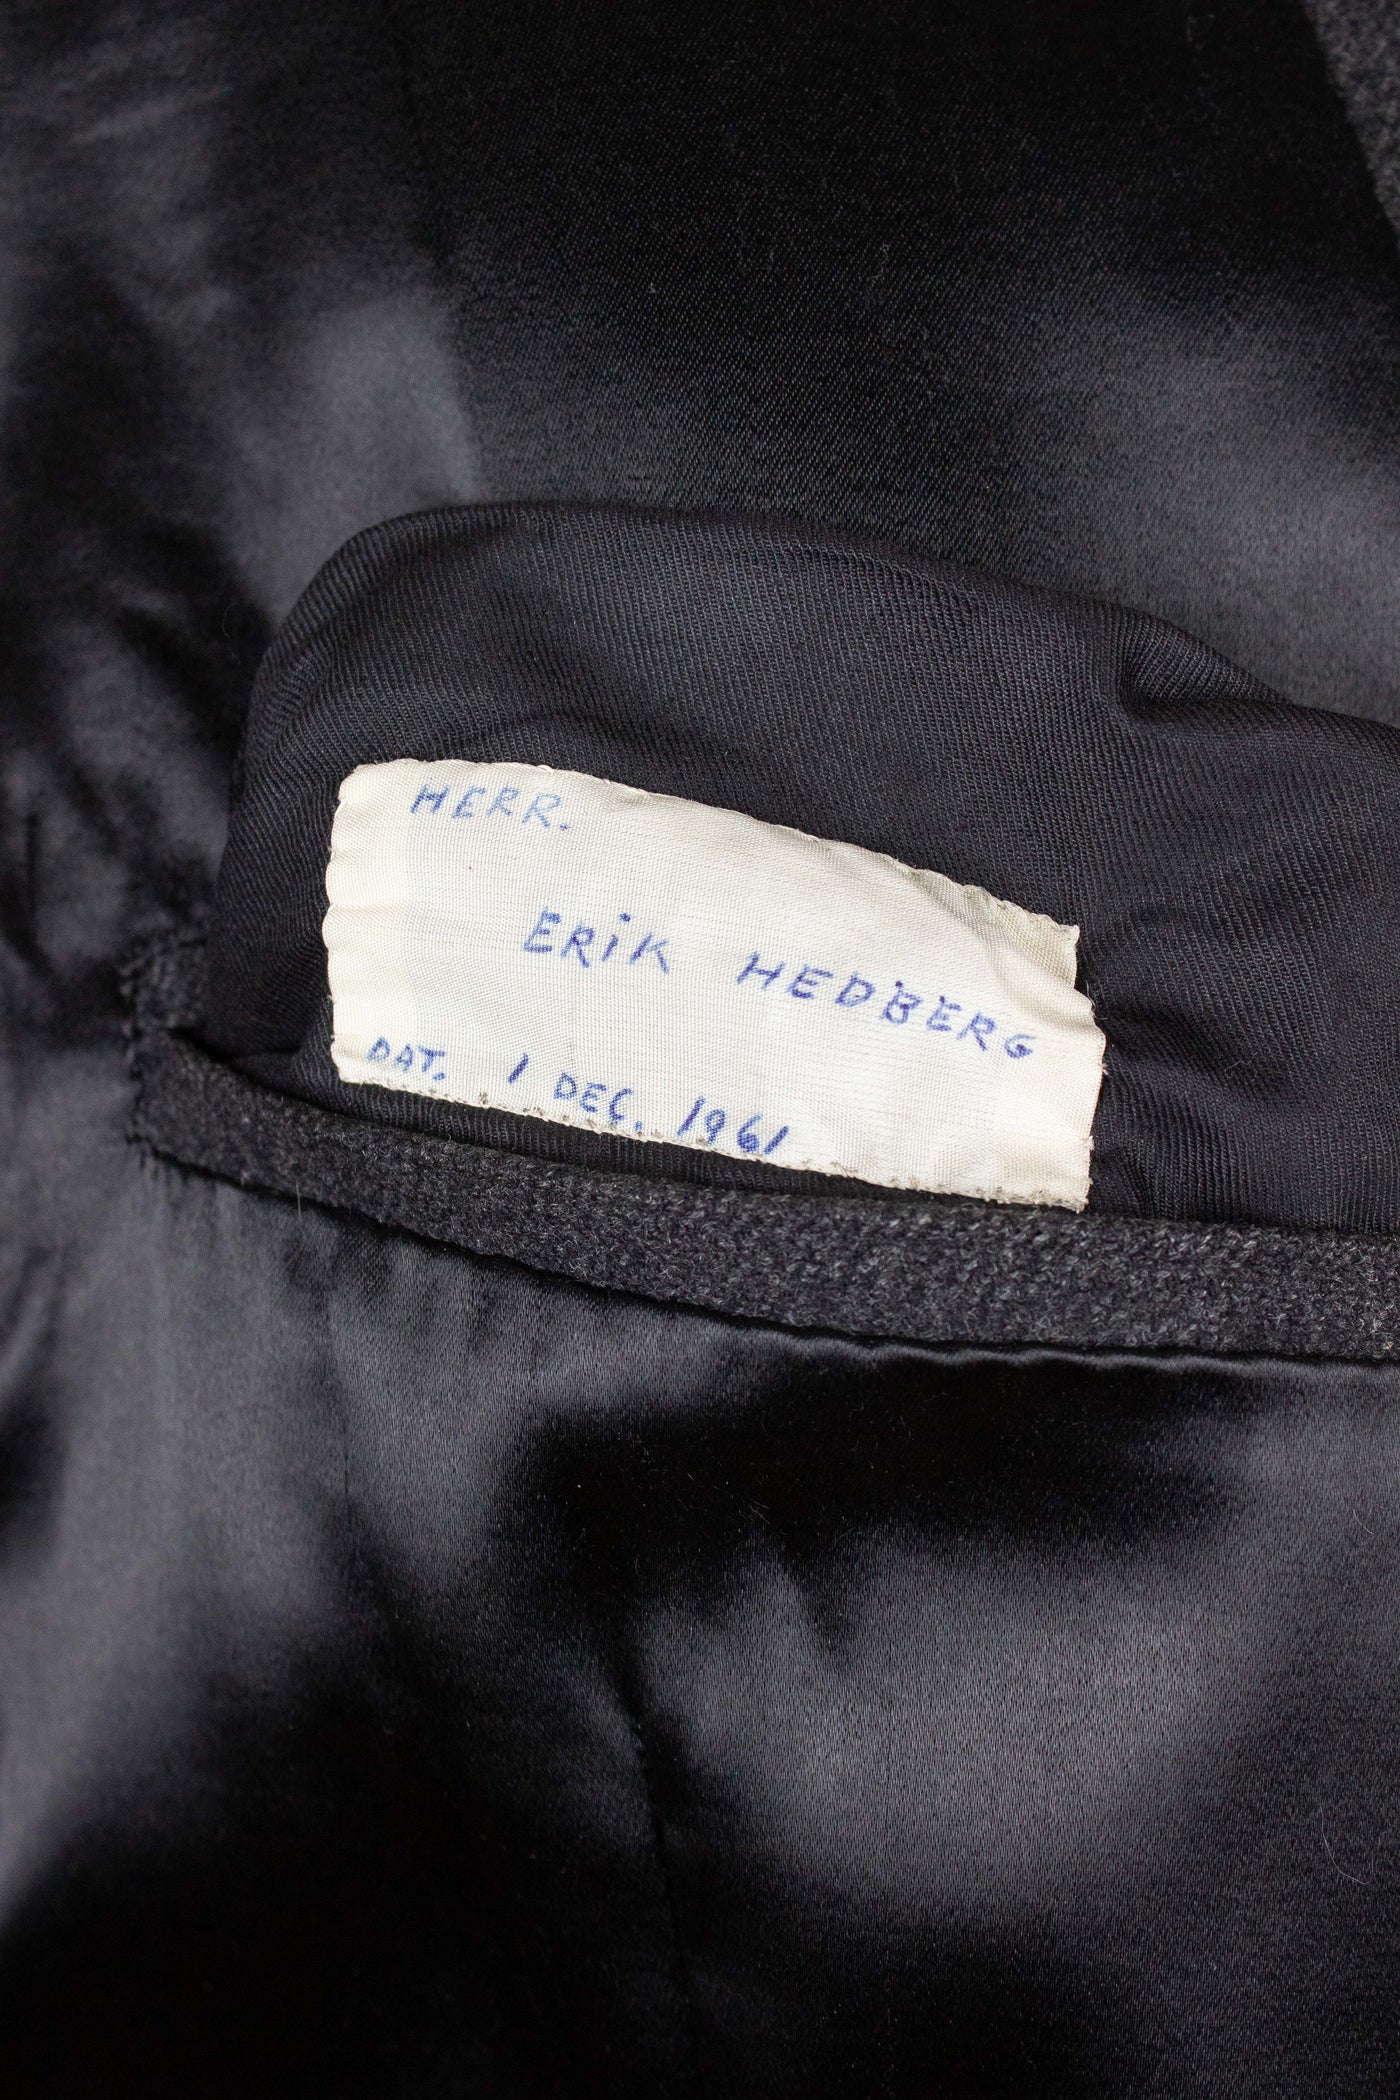 HERR.
ERiK HEDBERG
DAT. 1 DEC. 1961